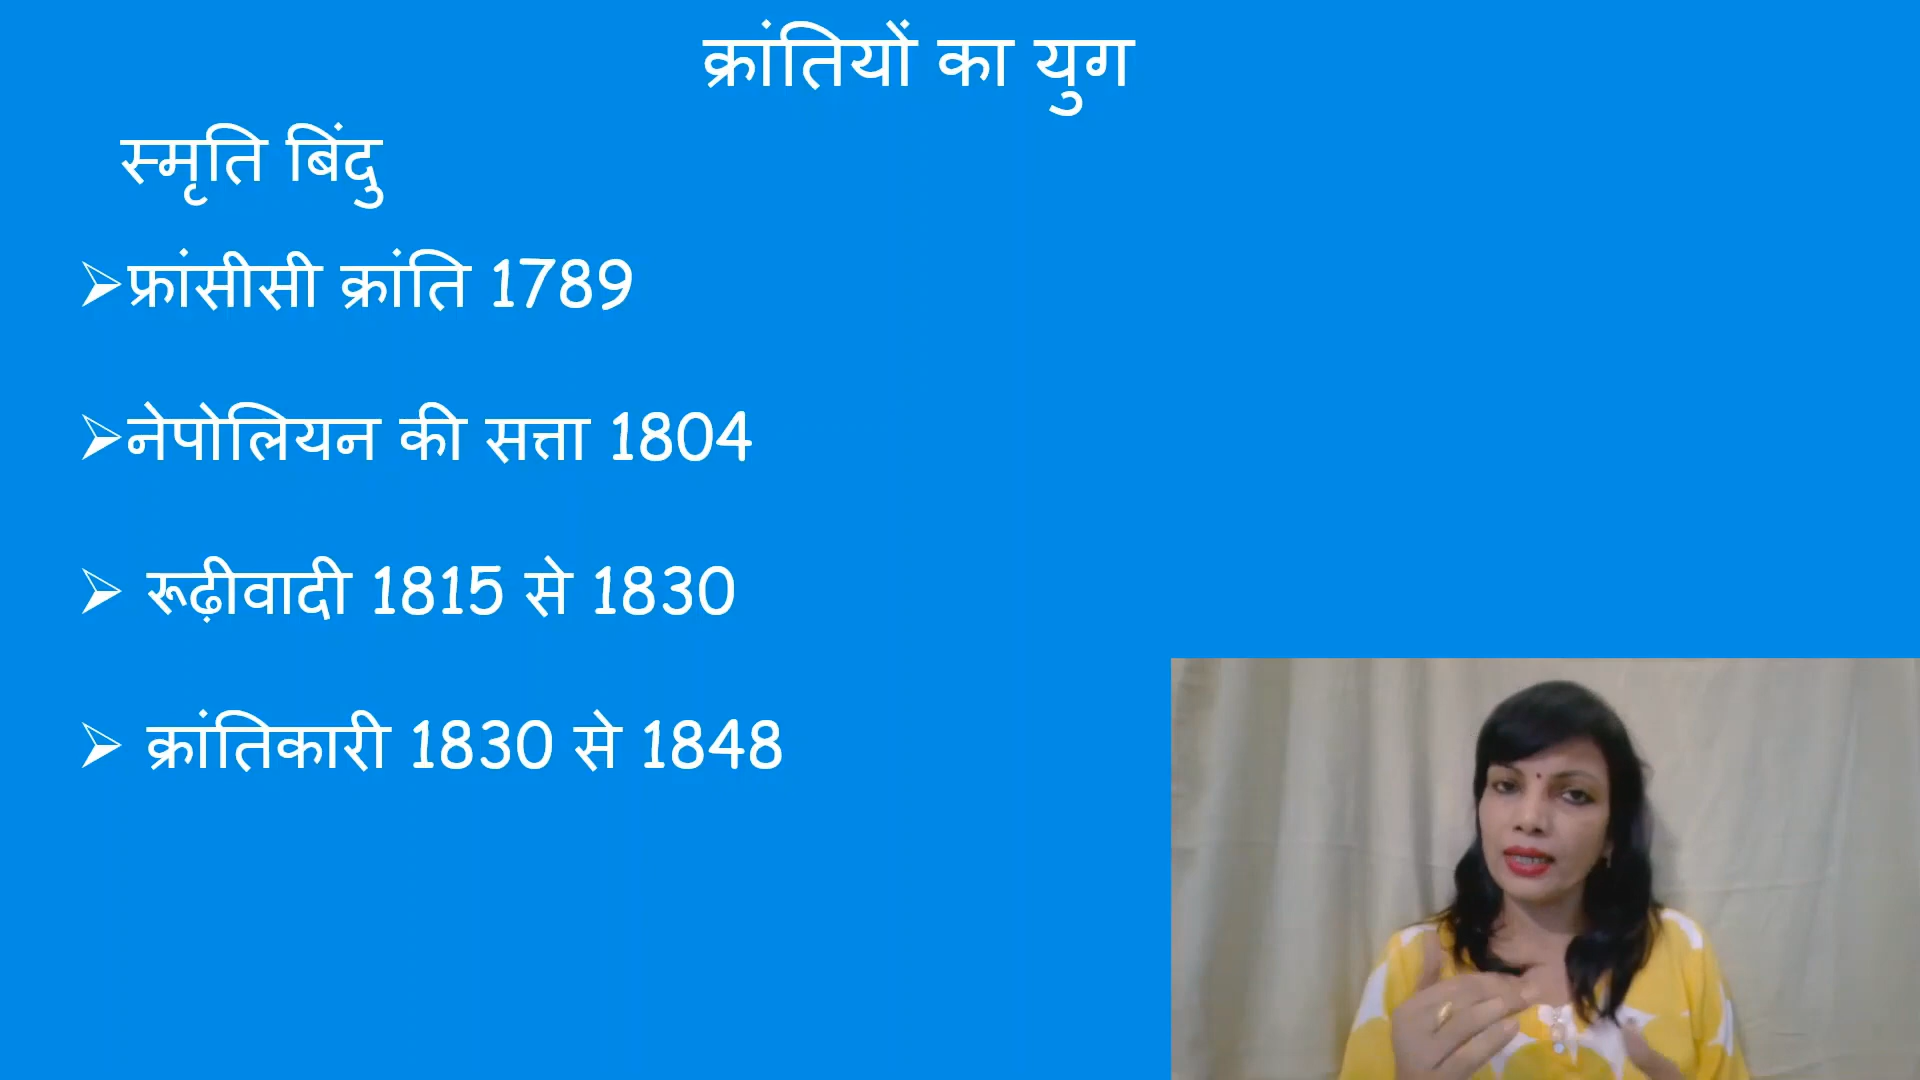 क्रांतियों का युग
स्मृति बिंदु
➢फ्रांसीसी क्रांति 1789
➢नेपोलियन की सत्ता 1804
➢ रूढ़ीवादी 1815 से 1830
➢ क्रांतिकारी 1830 से 1848